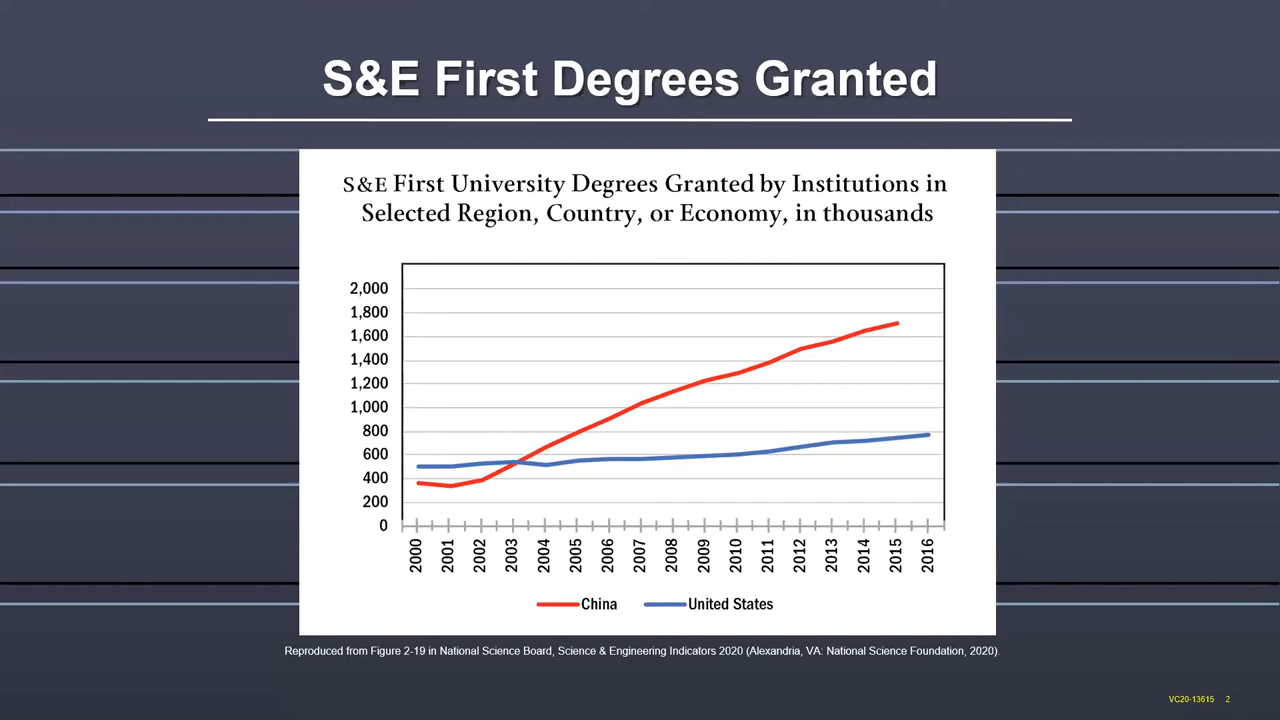 S&E First Degrees Granted
S&E First University Degrees Granted by Institutions in
Selected Region, Country, or Economy, in thousands
2,000
1,800
1,600
1,400
1,200
1,000
800
600
400
200
0
2000 2001 2002 2003 2004 2005 2006 2007 2008 2009 2010 2011 2012 2013 2014 2015 2016
China United States
Reproduced from Figure 2-19 in National Science Board, Science & Engineering Indicators 2020 (Alexandria, VA: National Science Foundation, 2020).
VC20-13615 2